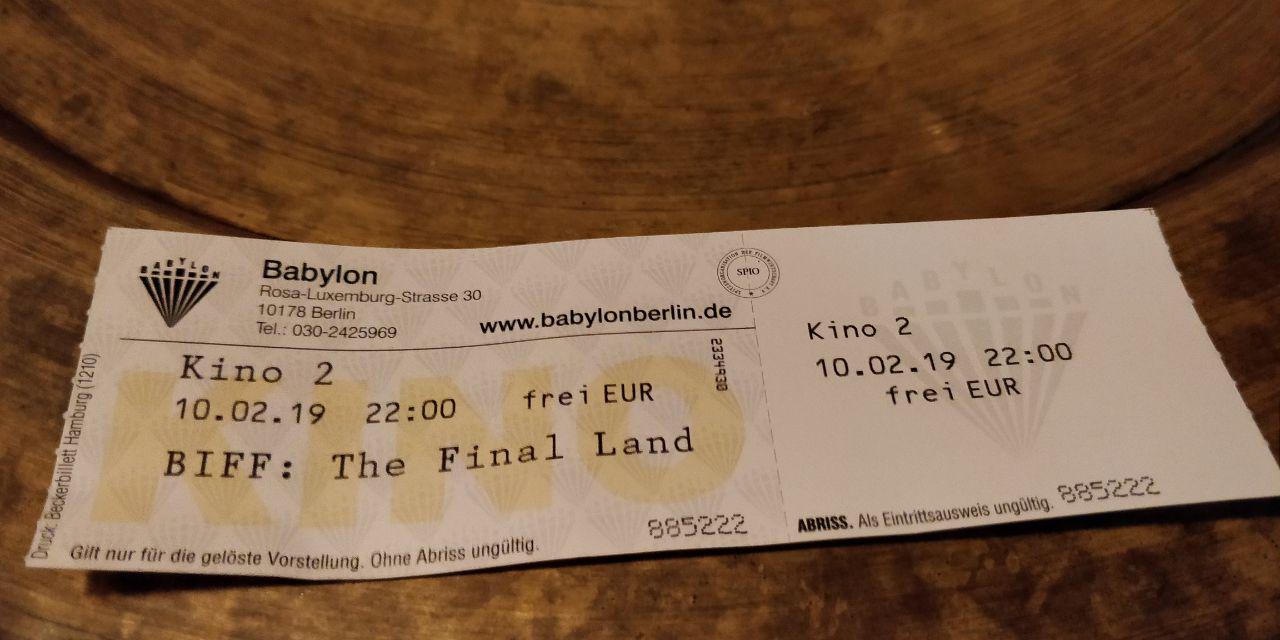 BABYLON
Babylon
Rosa-Luxemburg-Strasse 30
10178 Berlin
Tel.: 030-2425969
www.babylonberlin.de
SPIO
KINO
Kino 2
10.02.19 22:00 frei EUR
BIFF: The Final Land
2334930
885222
Gilt nur für die gelöste Vorstellung. Ohne Abriss ungültig.
Druck: Beckerbillett Hamburg (1210)
BABYLON
Kino 2
10.02.19 22:00
frei EUR
885222
ABRISS. Als Eintrittsausweis ungültig.